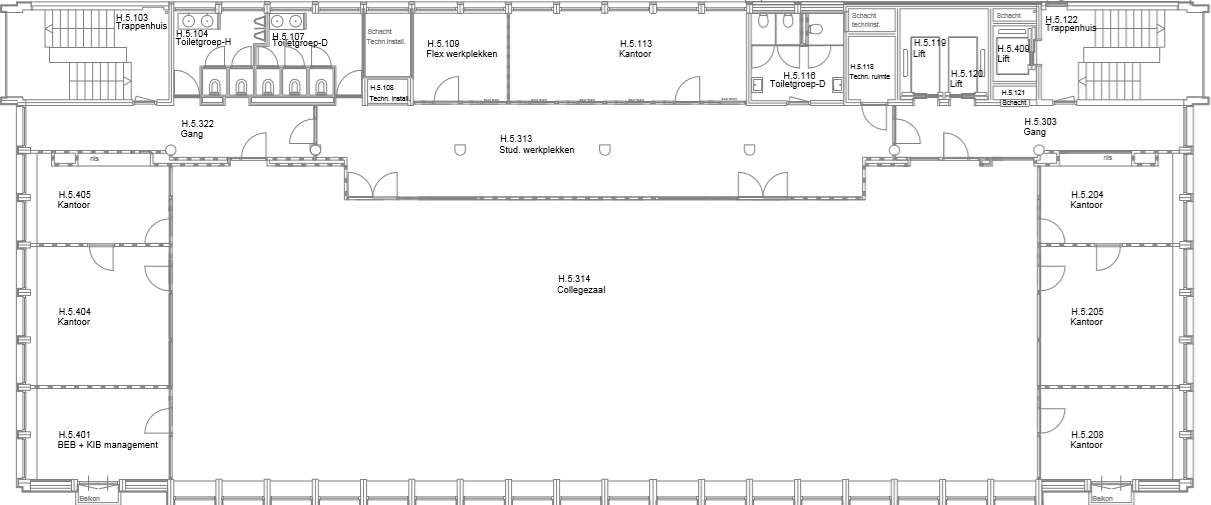 H.5.103
Trappenhuis
H.5.104
Toiletgroep-H
H.5.107
Toiletgroep-D
Schacht
Techn.install.
H.5.108
Techn. install.
H.5.109
Flex werkplekken
H.5.113
Kantoor
H.5.116
Toiletgroep-D
Schacht
techninst.
H.5.118
Techn. ruimte
H.5.119
Lift
H.5.120
Lift
Schacht
H.5.409
Lift
H.5.121
Schacht
H.5.122
Trappenhuis
H.5.322
Gang
H.5.313
Stud. werkplekken
H.5.303
Gang
nis
nis
H.5.405
Kantoor
H.5.204
Kantoor
H.5.314
Collegezaal
H.5.404
Kantoor
H.5.205
Kantoor
H.5.401
BEB + KIB management
H.5.208
Kantoor
Balkon
Balkon